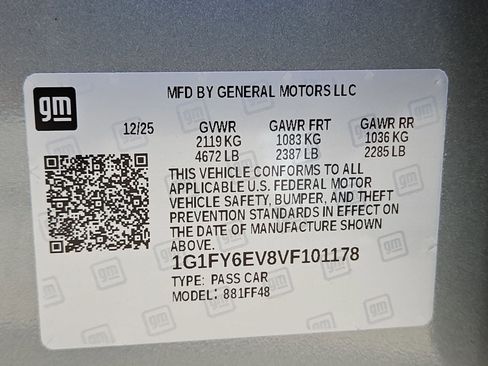 gm
MFD BY GENERAL MOTORS LLC
12/25 GVWR GAWR FRT GAWR RR
2119 KG 1083 KG 1036 KG
4672 LB 2387 LB 2285 LB
THIS VEHICLE CONFORMS TO ALL
APPLICABLE U.S. FEDERAL MOTOR
VEHICLE SAFETY, BUMPER, AND THEFT
PREVENTION STANDARDS IN EFFECT ON
THE DATE OF MANUFACTURE SHOWN
ABOVE.
1G1FY6EV8VF101178
TYPE: PASS CAR
MODEL: 881FF48